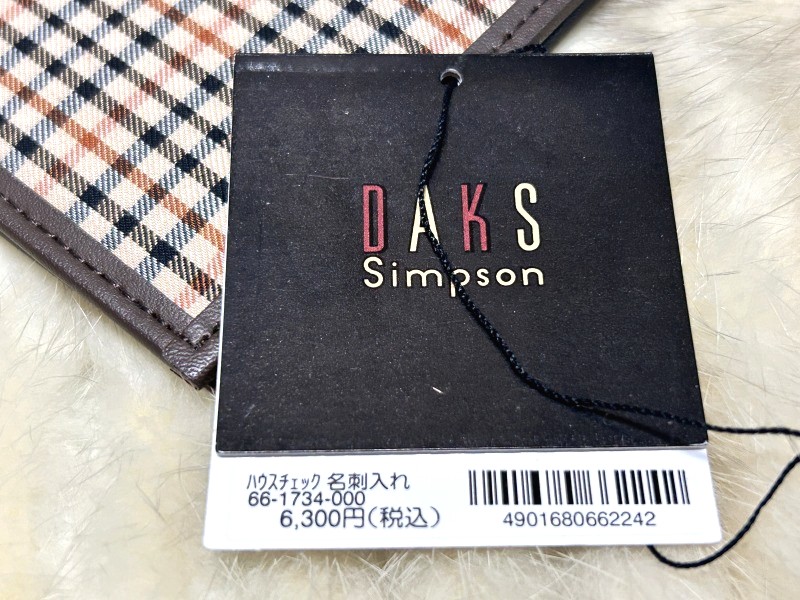 DAKS
Simpson
ﾊｳｽﾁｪｯｸ 名刺入れ
66-1734-000
6,300円(税込)
4901680662242